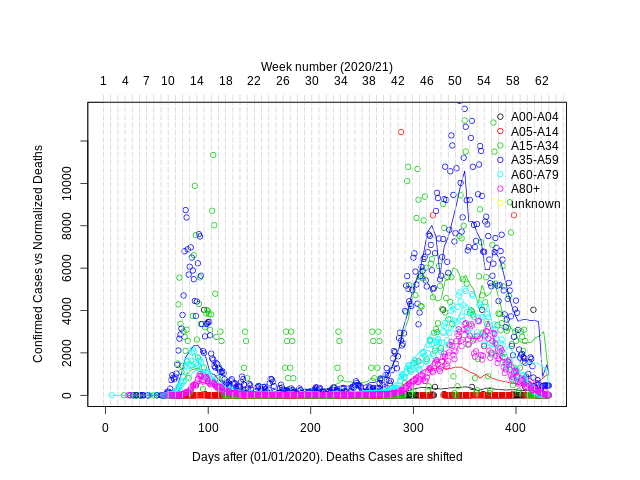 Week number (2020/21)
1 4 7 10 14 18 22 26 30 34 38 42 46 50 54 58 62
Confirmed Cases vs Normalized Deaths
0 2000 4000 6000 8000 10000
A00-A04
A05-A14
A15-A34
A35-A59
A60-A79
A80+
unknown
0 100 200 300 400
Days after (01/01/2020). Deaths Cases are shifted